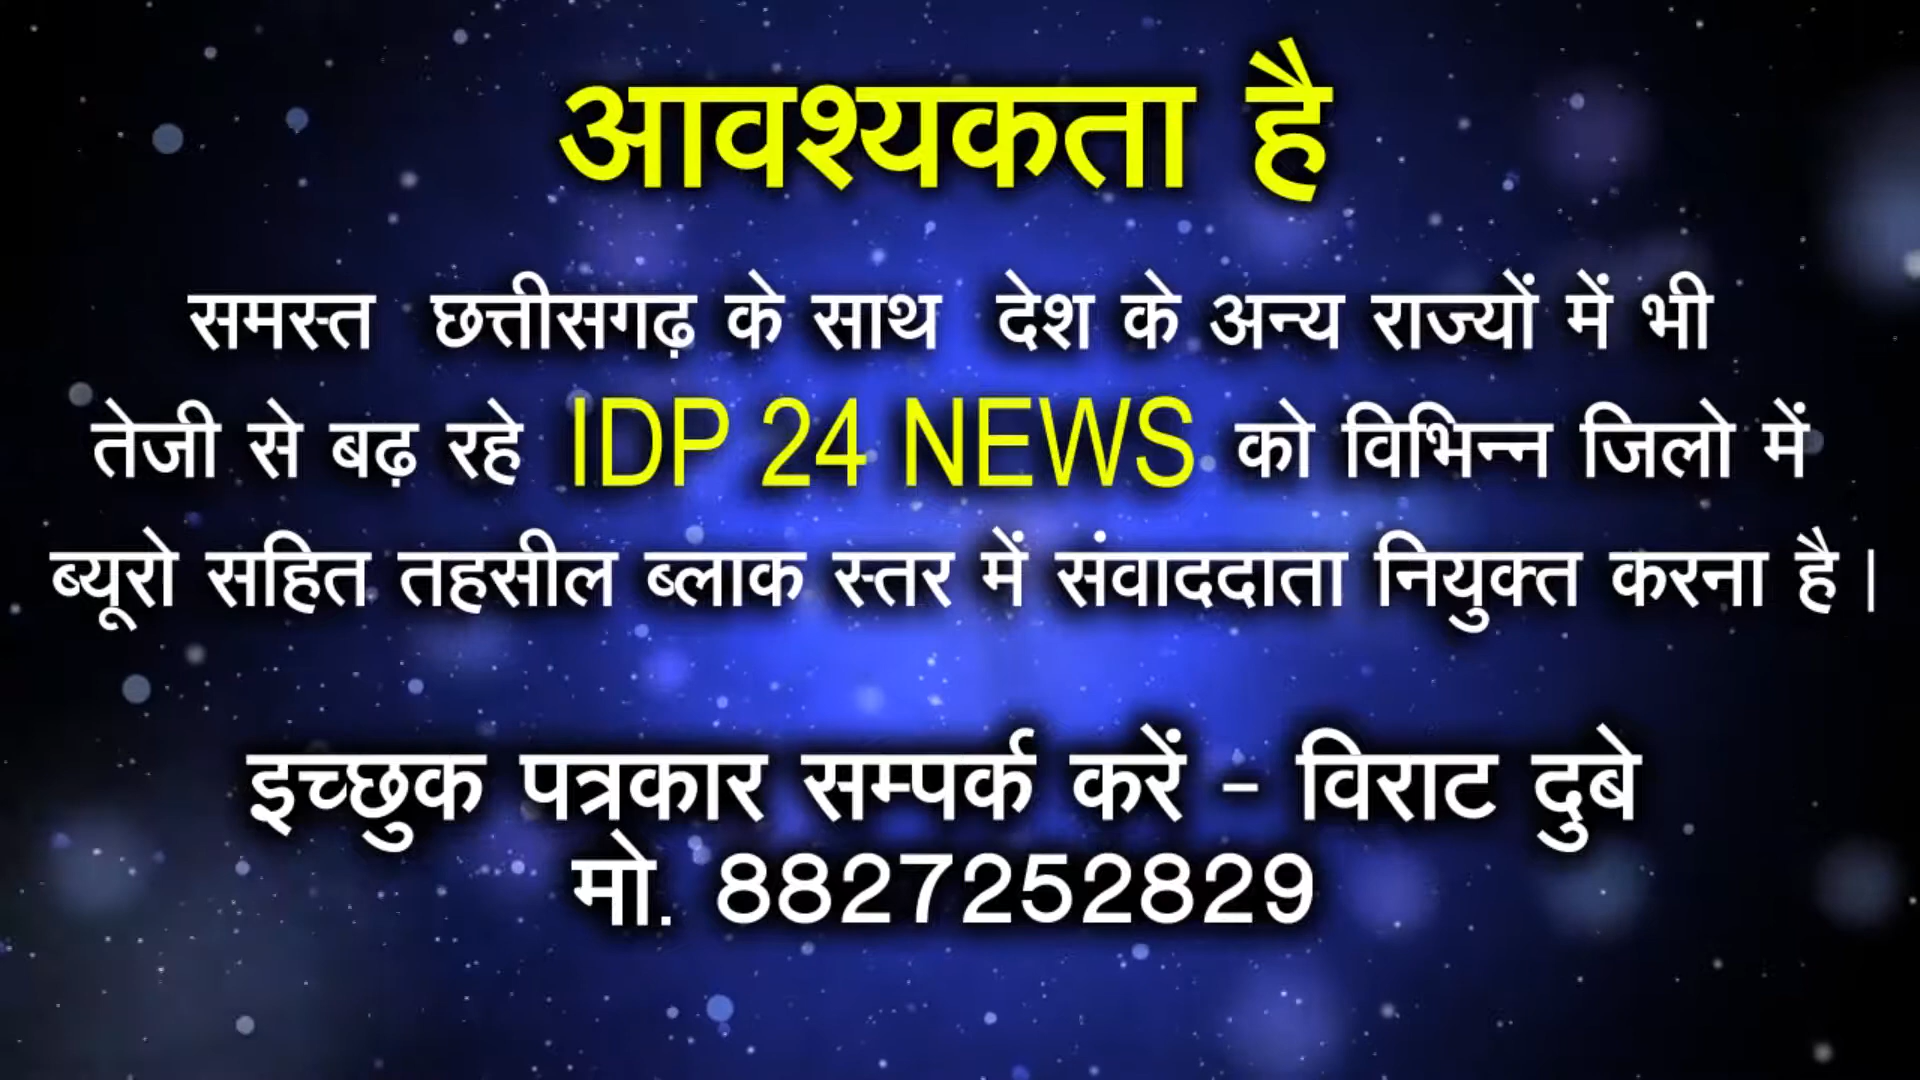 आवश्यकता है
समस्त छत्तीसगढ़ के साथ देश के अन्य राज्यों में भी
तेजी से बढ़ रहे IDP 24 NEWS को विभिन्न जिलो में
ब्यूरो सहित तहसील ब्लाक स्तर में संवाददाता नियुक्त करना है।
इच्छुक पत्रकार सम्पर्क करें - विराट दुबे
मो. 8827252829